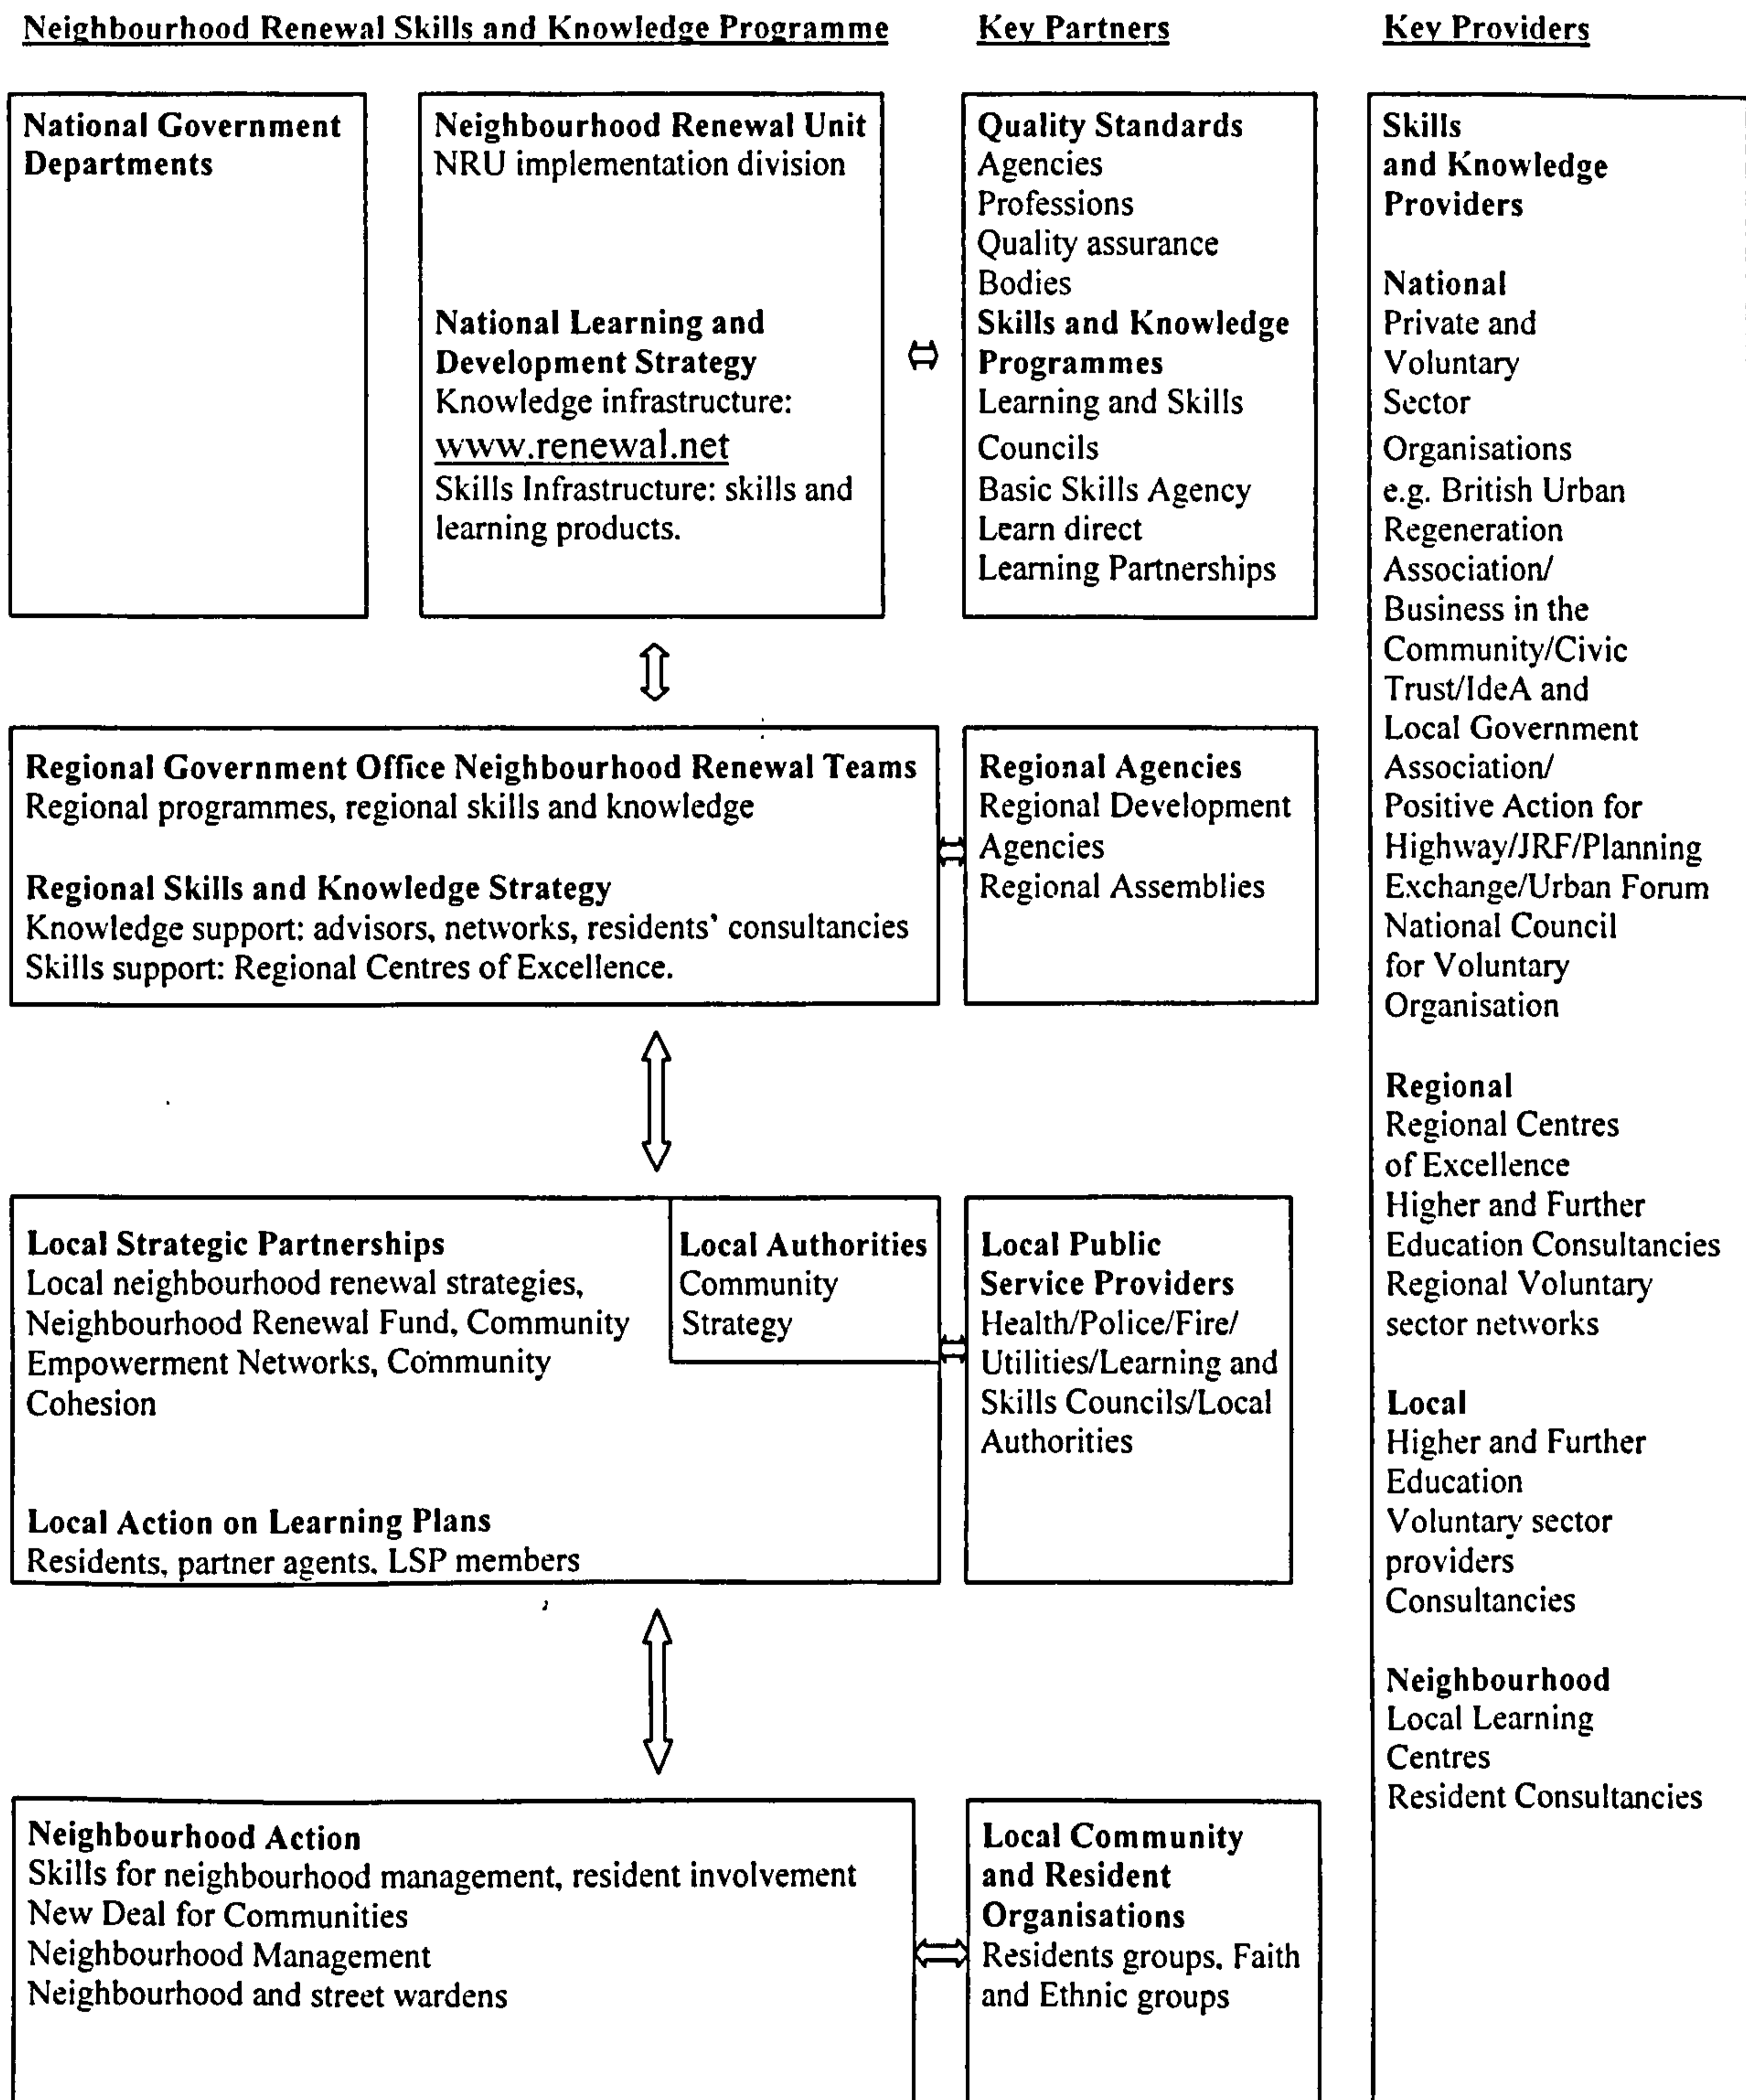 Neighbourhood Renewal Skills and Knowledge Programme
Key Partners
Key Providers
National Government
Departments
Neighbourhood Renewal Unit
NRU implementation division
National Learning and
Development Strategy
Knowledge infrastructure:
www.renewal.net
Skills Infrastructure: skills and
learning products.
Quality Standards
Agencies
Professions
Quality assurance
Bodies
Skills and Knowledge
Programmes
Learning and Skills
Councils
Basic Skills Agency
Learn direct
Learning Partnerships
Regional Government Office Neighbourhood Renewal Teams
Regional programmes, regional skills and knowledge
Regional Skills and Knowledge Strategy
Knowledge support: advisors, networks, residents' consultancies
Skills support: Regional Centres of Excellence.
Regional Agencies
Regional Development
Agencies
Regional Assemblies
Local Strategic Partnerships
Local neighbourhood renewal strategies,
Neighbourhood Renewal Fund, Community
Empowerment Networks, Community
Cohesion
Local Action on Learning Plans
Residents, partner agents, LSP members
Local Authorities
Community
Strategy
Local Public
Service Providers
Health/Police/Fire/
Utilities/Learning and
Skills Councils/Local
Authorities
Neighbourhood Action
Skills for neighbourhood management, resident involvement
New Deal for Communities
Neighbourhood Management
Neighbourhood and street wardens
Local Community
and Resident
Organisations
Residents groups, Faith
and Ethnic groups
Skills
and Knowledge
Providers
National
Private and
Voluntary
Sector
Organisations
e.g. British Urban
Regeneration
Association/
Business in the
Community/Civic
Trust/IdeA and
Local Government
Association/
Positive Action for
Highway/JRF/Planning
Exchange/Urban Forum
National Council
for Voluntary
Organisation
Regional
Regional Centres
of Excellence
Higher and Further
Education Consultancies
Regional Voluntary
sector networks
Local
Higher and Further
Education
Voluntary sector
providers
Consultancies
Neighbourhood
Local Learning
Centres
Resident Consultancies